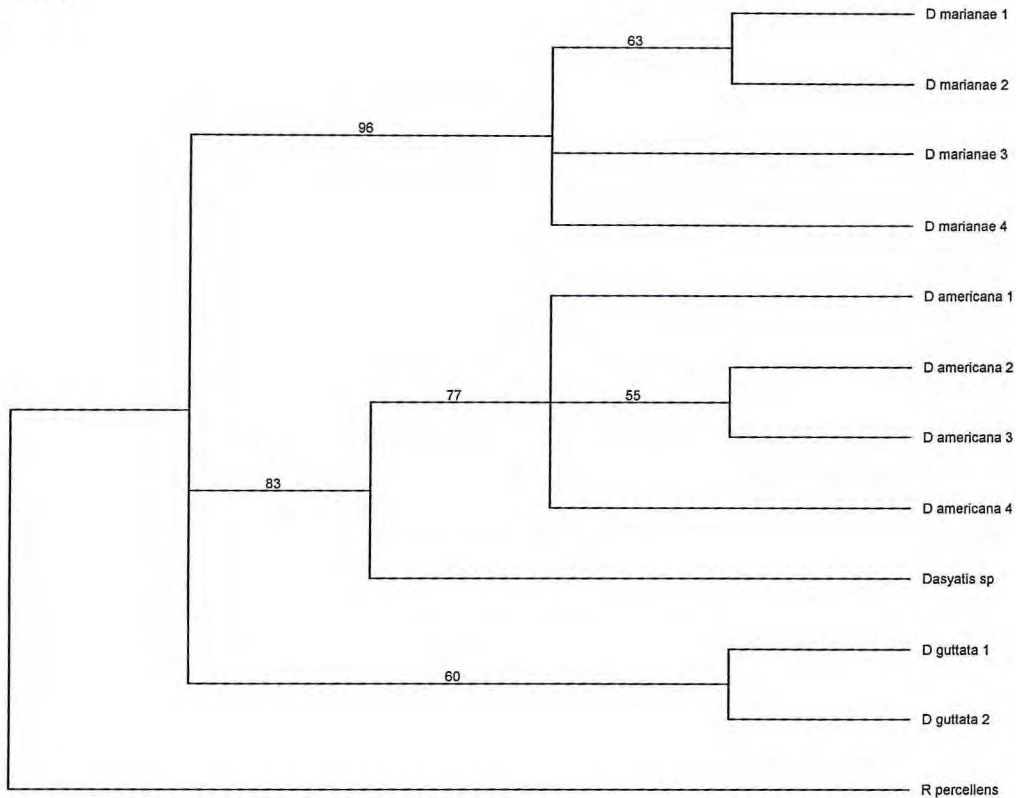 D marianae 1
63
D marianae 2
96
D marianae 3
D marianae 4
D americana 1
D americana 2
77
55
D americana 3
83
D americana 4
Dasyatis sp
D guttata 1
60
D guttata 2
R percellens